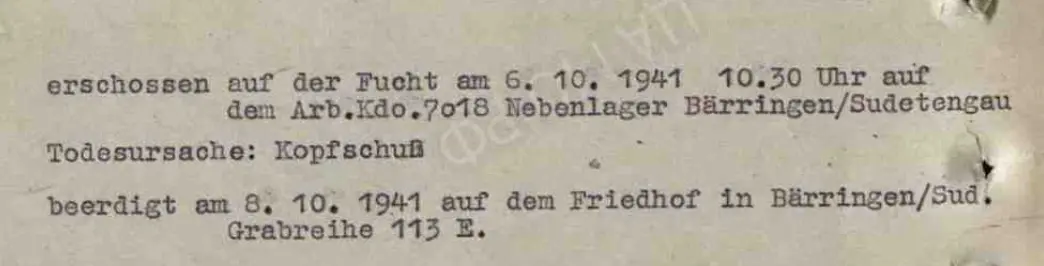 erschossen auf der Fucht am 6. 10. 1941 10.30 Uhr auf
dem Arb.Kdo.7o18 Nebenlager Bärringen/Sudetengau
Todesursache: Kopfschuß
beerdigt am 8. 10. 1941 auf dem Friedhof in Bärringen/Sud.
Grabreihe 113 E.